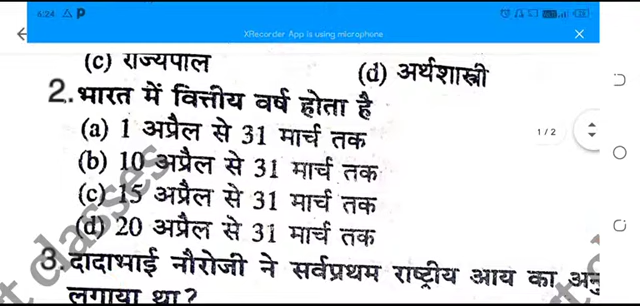 6:24
XRecorder App is using microphone
(c) राज्यपाल (d) अर्थशास्त्री
2. भारत में वित्तीय वर्ष होता है
(a) 1 अप्रैल से 31 मार्च तक
1 / 2
(b) 10 अप्रैल से 31 मार्च तक
(c) 15 अप्रैल से 31 मार्च तक
(d) 20 अप्रैल से 31 मार्च तक
classes
3. दादाभाई नौरोजी ने सर्वप्रथम राष्ट्रीय आय का
लगाया था?